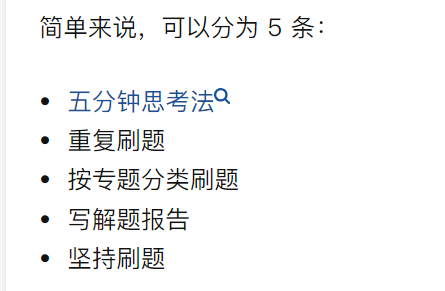 简单来说，可以分为 5 条：
• 五分钟思考法
• 重复刷题
• 按专题分类刷题
• 写解题报告
• 坚持刷题